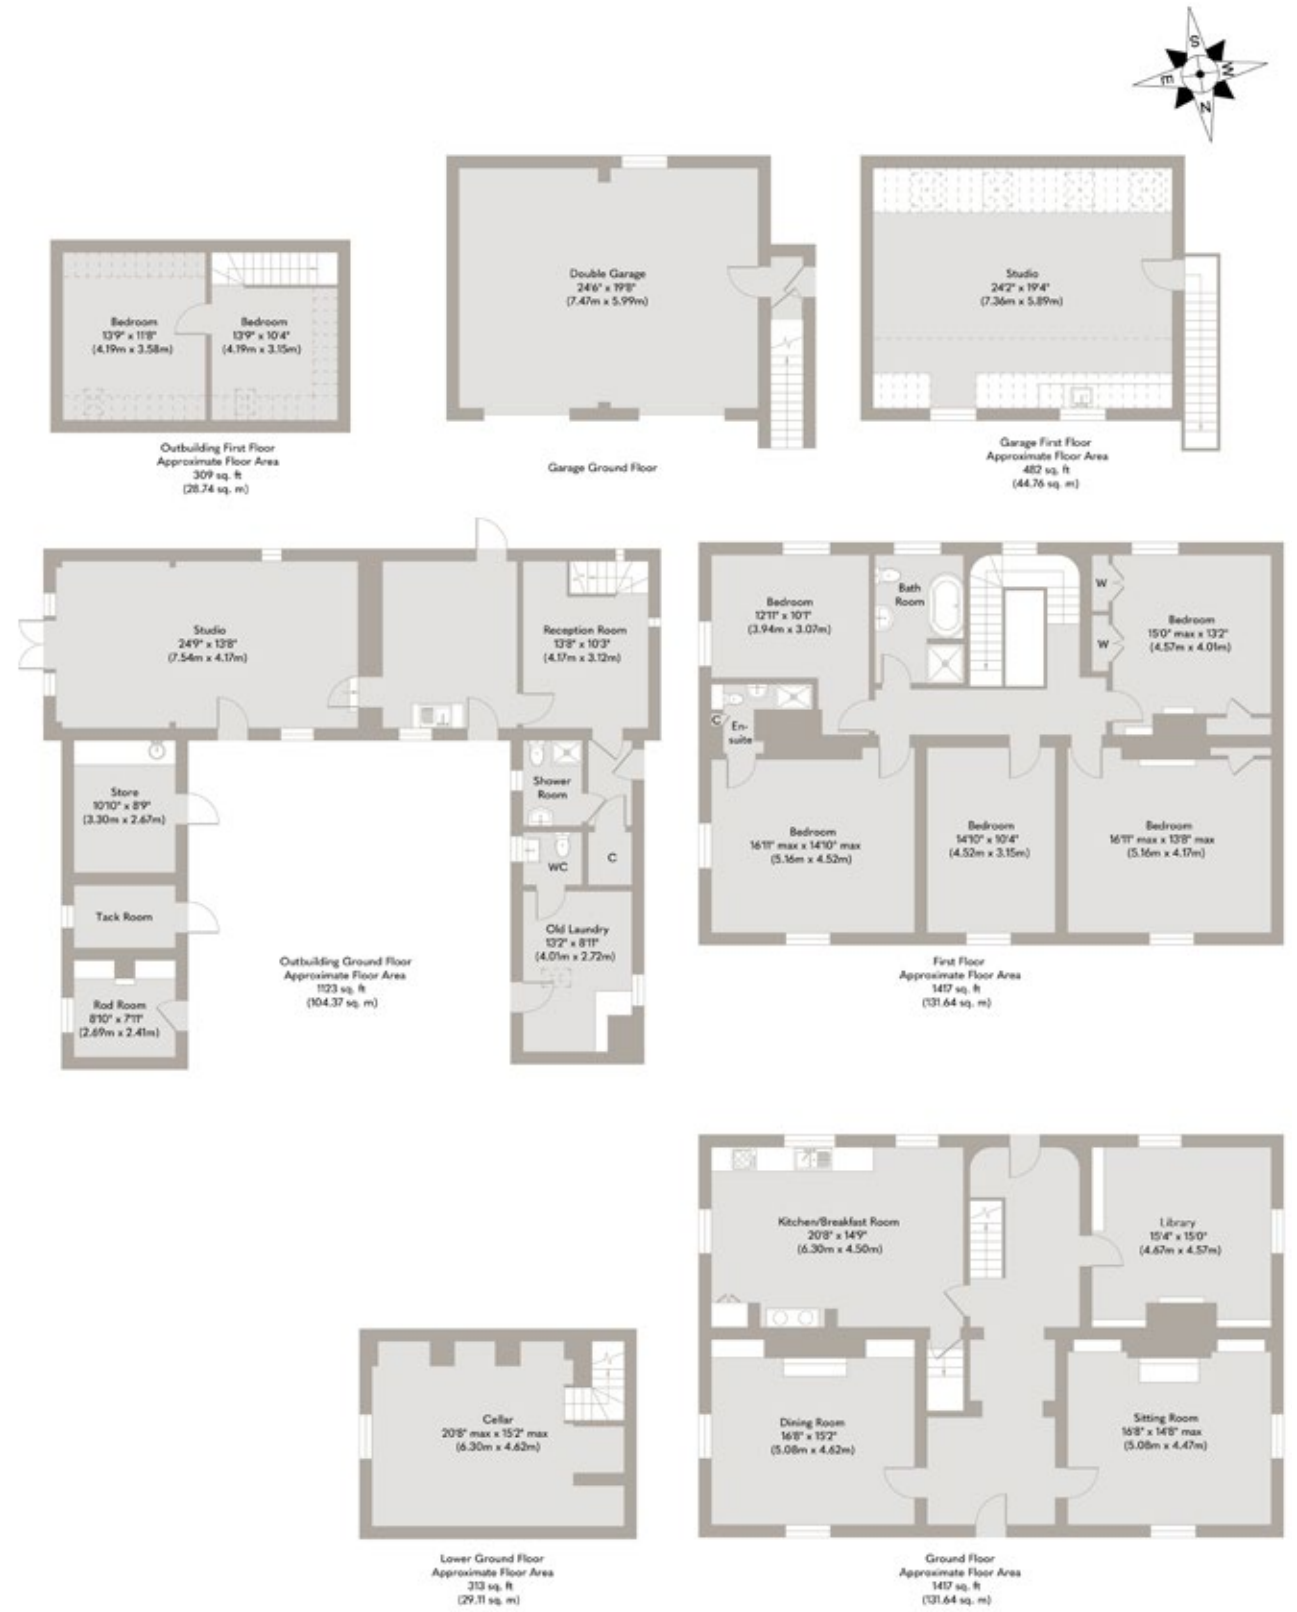 S
E
W
N
Double Garage
24'6" x 19'8"
(7.47m x 5.99m)
Studio
24'2" x 19'4"
(7.36m x 5.89m)
Bedroom
13'9" x 11'8"
(4.19m x 3.58m)
Bedroom
13'9" x 10'4"
(4.19m x 3.15m)
Outbuilding First Floor
Approximate Floor Area
309 sq. ft
(28.74 sq. m)
Garage Ground Floor
Garage First Floor
Approximate Floor Area
482 sq. ft
(44.76 sq. m)
Studio
24'9" x 13'8"
(7.54m x 4.17m)
Reception Room
13'8" x 10'3"
(4.17m x 3.12m)
Store
10'10" x 8'9"
(3.30m x 2.67m)
Shower
Room
WC
C
Tack Room
Old Laundry
13'2" x 8'11"
(4.01m x 2.72m)
Rod Room
8'10" x 7'11"
(2.69m x 2.41m)
Outbuilding Ground Floor
Approximate Floor Area
1123 sq. ft
(104.37 sq. m)
Bedroom
12'11" x 10'1"
(3.94m x 3.07m)
Bath
Room
W
W
Bedroom
15'0" max x 13'2"
(4.57m x 4.01m)
C
En-
suite
Bedroom
16'11" max x 14'10" max
(5.16m x 4.52m)
Bedroom
14'10" x 10'4"
(4.52m x 3.15m)
Bedroom
16'11" max x 13'8" max
(5.16m x 4.17m)
First Floor
Approximate Floor Area
1417 sq. ft
(131.64 sq. m)
Kitchen/Breakfast Room
20'8" x 14'9"
(6.30m x 4.50m)
Library
15'4" x 15'0"
(4.67m x 4.57m)
Cellar
20'8" max x 15'2" max
(6.30m x 4.62m)
Dining Room
16'8" x 15'2"
(5.08m x 4.62m)
Sitting Room
16'8" x 14'8" max
(5.08m x 4.47m)
Lower Ground Floor
Approximate Floor Area
313 sq. ft
(29.11 sq. m)
Ground Floor
Approximate Floor Area
1417 sq. ft
(131.64 sq. m)